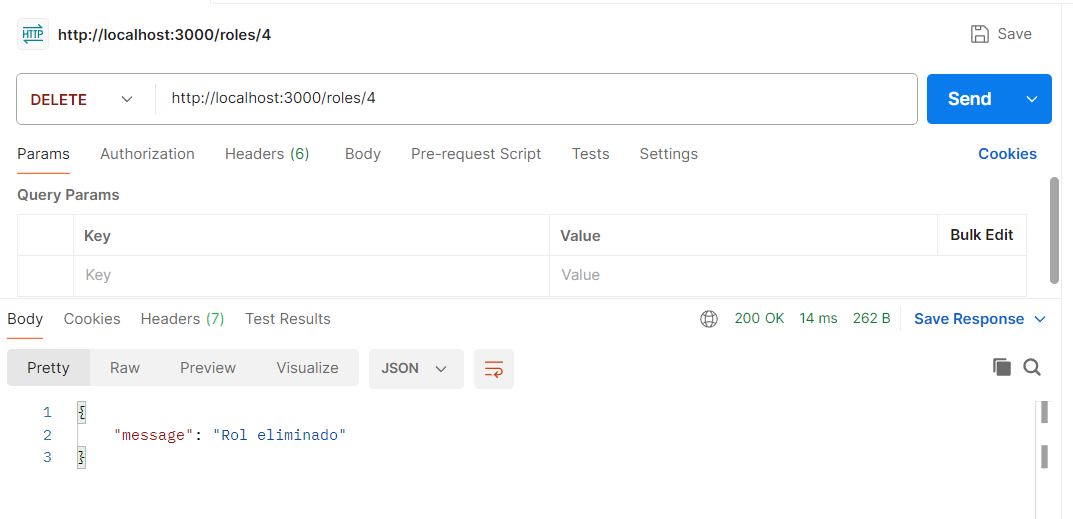 HTTP http://localhost:3000/roles/4 Save
DELETE http://localhost:3000/roles/4 Send
Params Authorization Headers (6) Body Pre-request Script Tests Settings Cookies
Query Params
Key Value Bulk Edit
Key Value
Body Cookies Headers (7) Test Results 200 OK 14 ms 262 B Save Response
Pretty Raw Preview Visualize JSON
1 {
2 "message": "Rol eliminado"
3 }